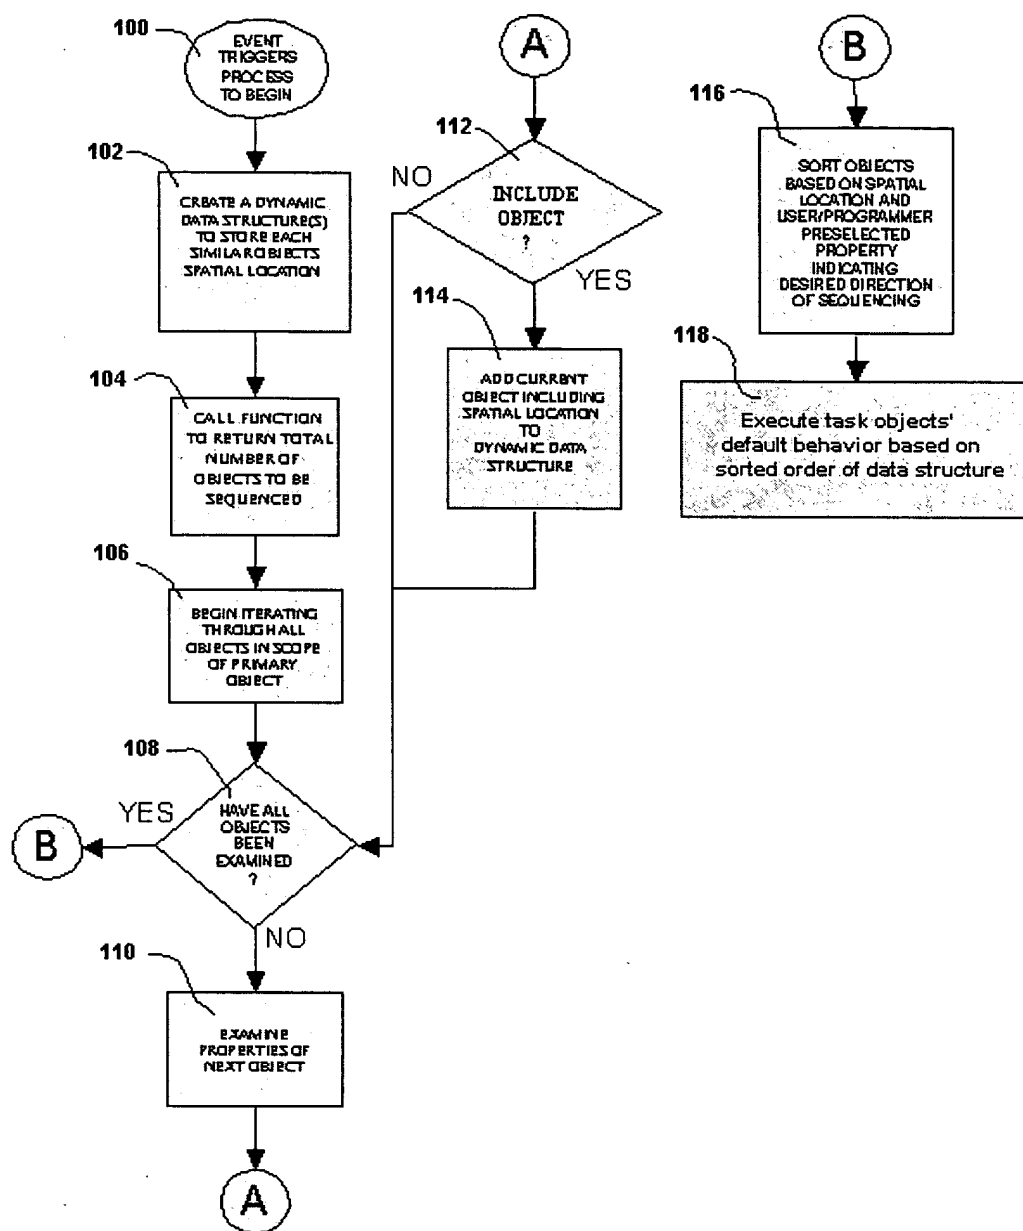 100
EVENT
TRIGGERS
PROCESS
TO BEGIN
102
CREATE A DYNAMIC
DATA STRUCTURE(S)
TO STORE EACH
SIMILAR OBJECTS
SPATIAL LOCATION
104
CALL FUNCTION
TO RETURN TOTAL
NUMBER OF
OBJECTS TO BE
SEQUENCED
106
BEGIN ITERATING
THROUGH ALL
OBJECTS IN SCOPE
OF PRIMARY
OBJECT
108
HAVE ALL
OBJECTS
BEEN
EXAMINED
?
YES
B
NO
110
EXAMINE
PROPERTIES OF
NEXT OBJECT
A
A
112
INCLUDE
OBJECT
?
NO
YES
114
ADD CURRENT
OBJECT INCLUDING
SPATIAL LOCATION
TO
DYNAMIC DATA
STRUCTURE
B
116
SORT OBJECTS
BASED ON SPATIAL
LOCATION AND
USER/PROGRAMMER
PRESELECTED
PROPERTY
INDICATING
DESIRED DIRECTION
OF SEQUENCING
118
Execute task objects'
default behavior based on
sorted order of data structure